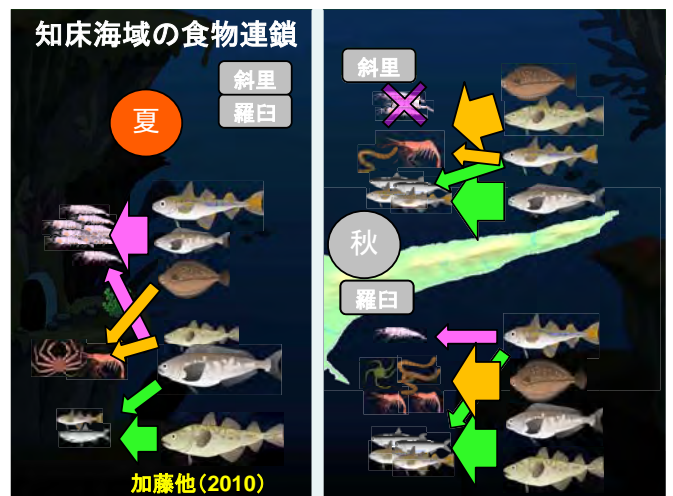 知床海域の食物連鎖
斜里
羅臼
夏
加藤他(2010)
斜里
秋
羅臼